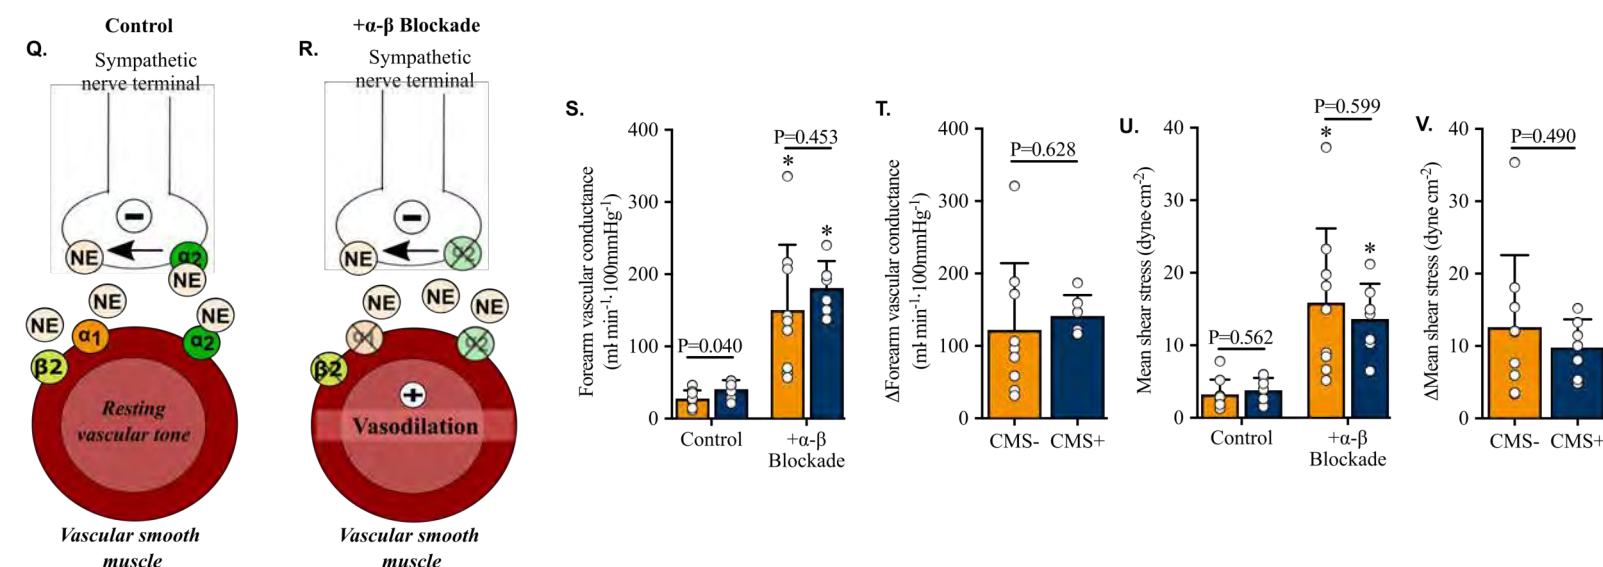 Control
+α-β Blockade
Q.
Sympathetic
nerve terminal
NE
α2
NE
NE
NE
NE
α1
α2
β2
Resting
vascular tone
Vascular smooth
muscle
R.
Sympathetic
nerve terminal
NE
α2
NE
NE
NE
α1
α2
β2
+
Vasodilation
Vascular smooth
muscle
S.
Forearm vascular conductance
(ml·min-1·100mmHg-1)
400
300
200
100
0
P=0.040
P=0.453
*
*
Control
+α-β
Blockade
T.
ΔForearm vascular conductance
(ml·min-1·100mmHg-1)
400
300
200
100
0
P=0.628
CMS- CMS+
U.
Mean shear stress (dyne·cm-2)
40
30
20
10
0
P=0.562
P=0.599
*
*
Control
+α-β
Blockade
V.
ΔMean shear stress (dyne·cm-2)
40
30
20
10
0
P=0.490
CMS- CMS+